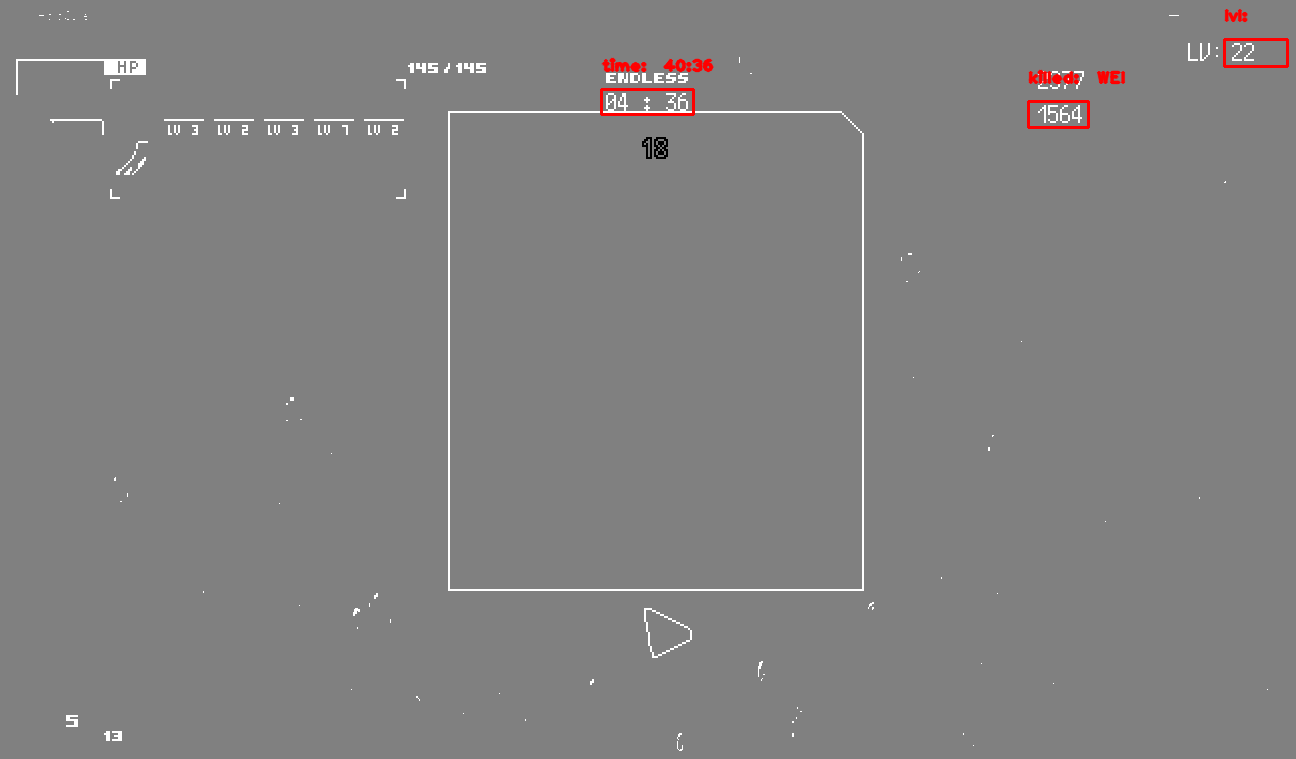 lvl:
LV: 22
HP
145/145
time: 40:36
ENDLESS
killed: WEI
04 : 36
1564
LV 3 LV 2 LV 3 LV 7 LV 2
18
5
13